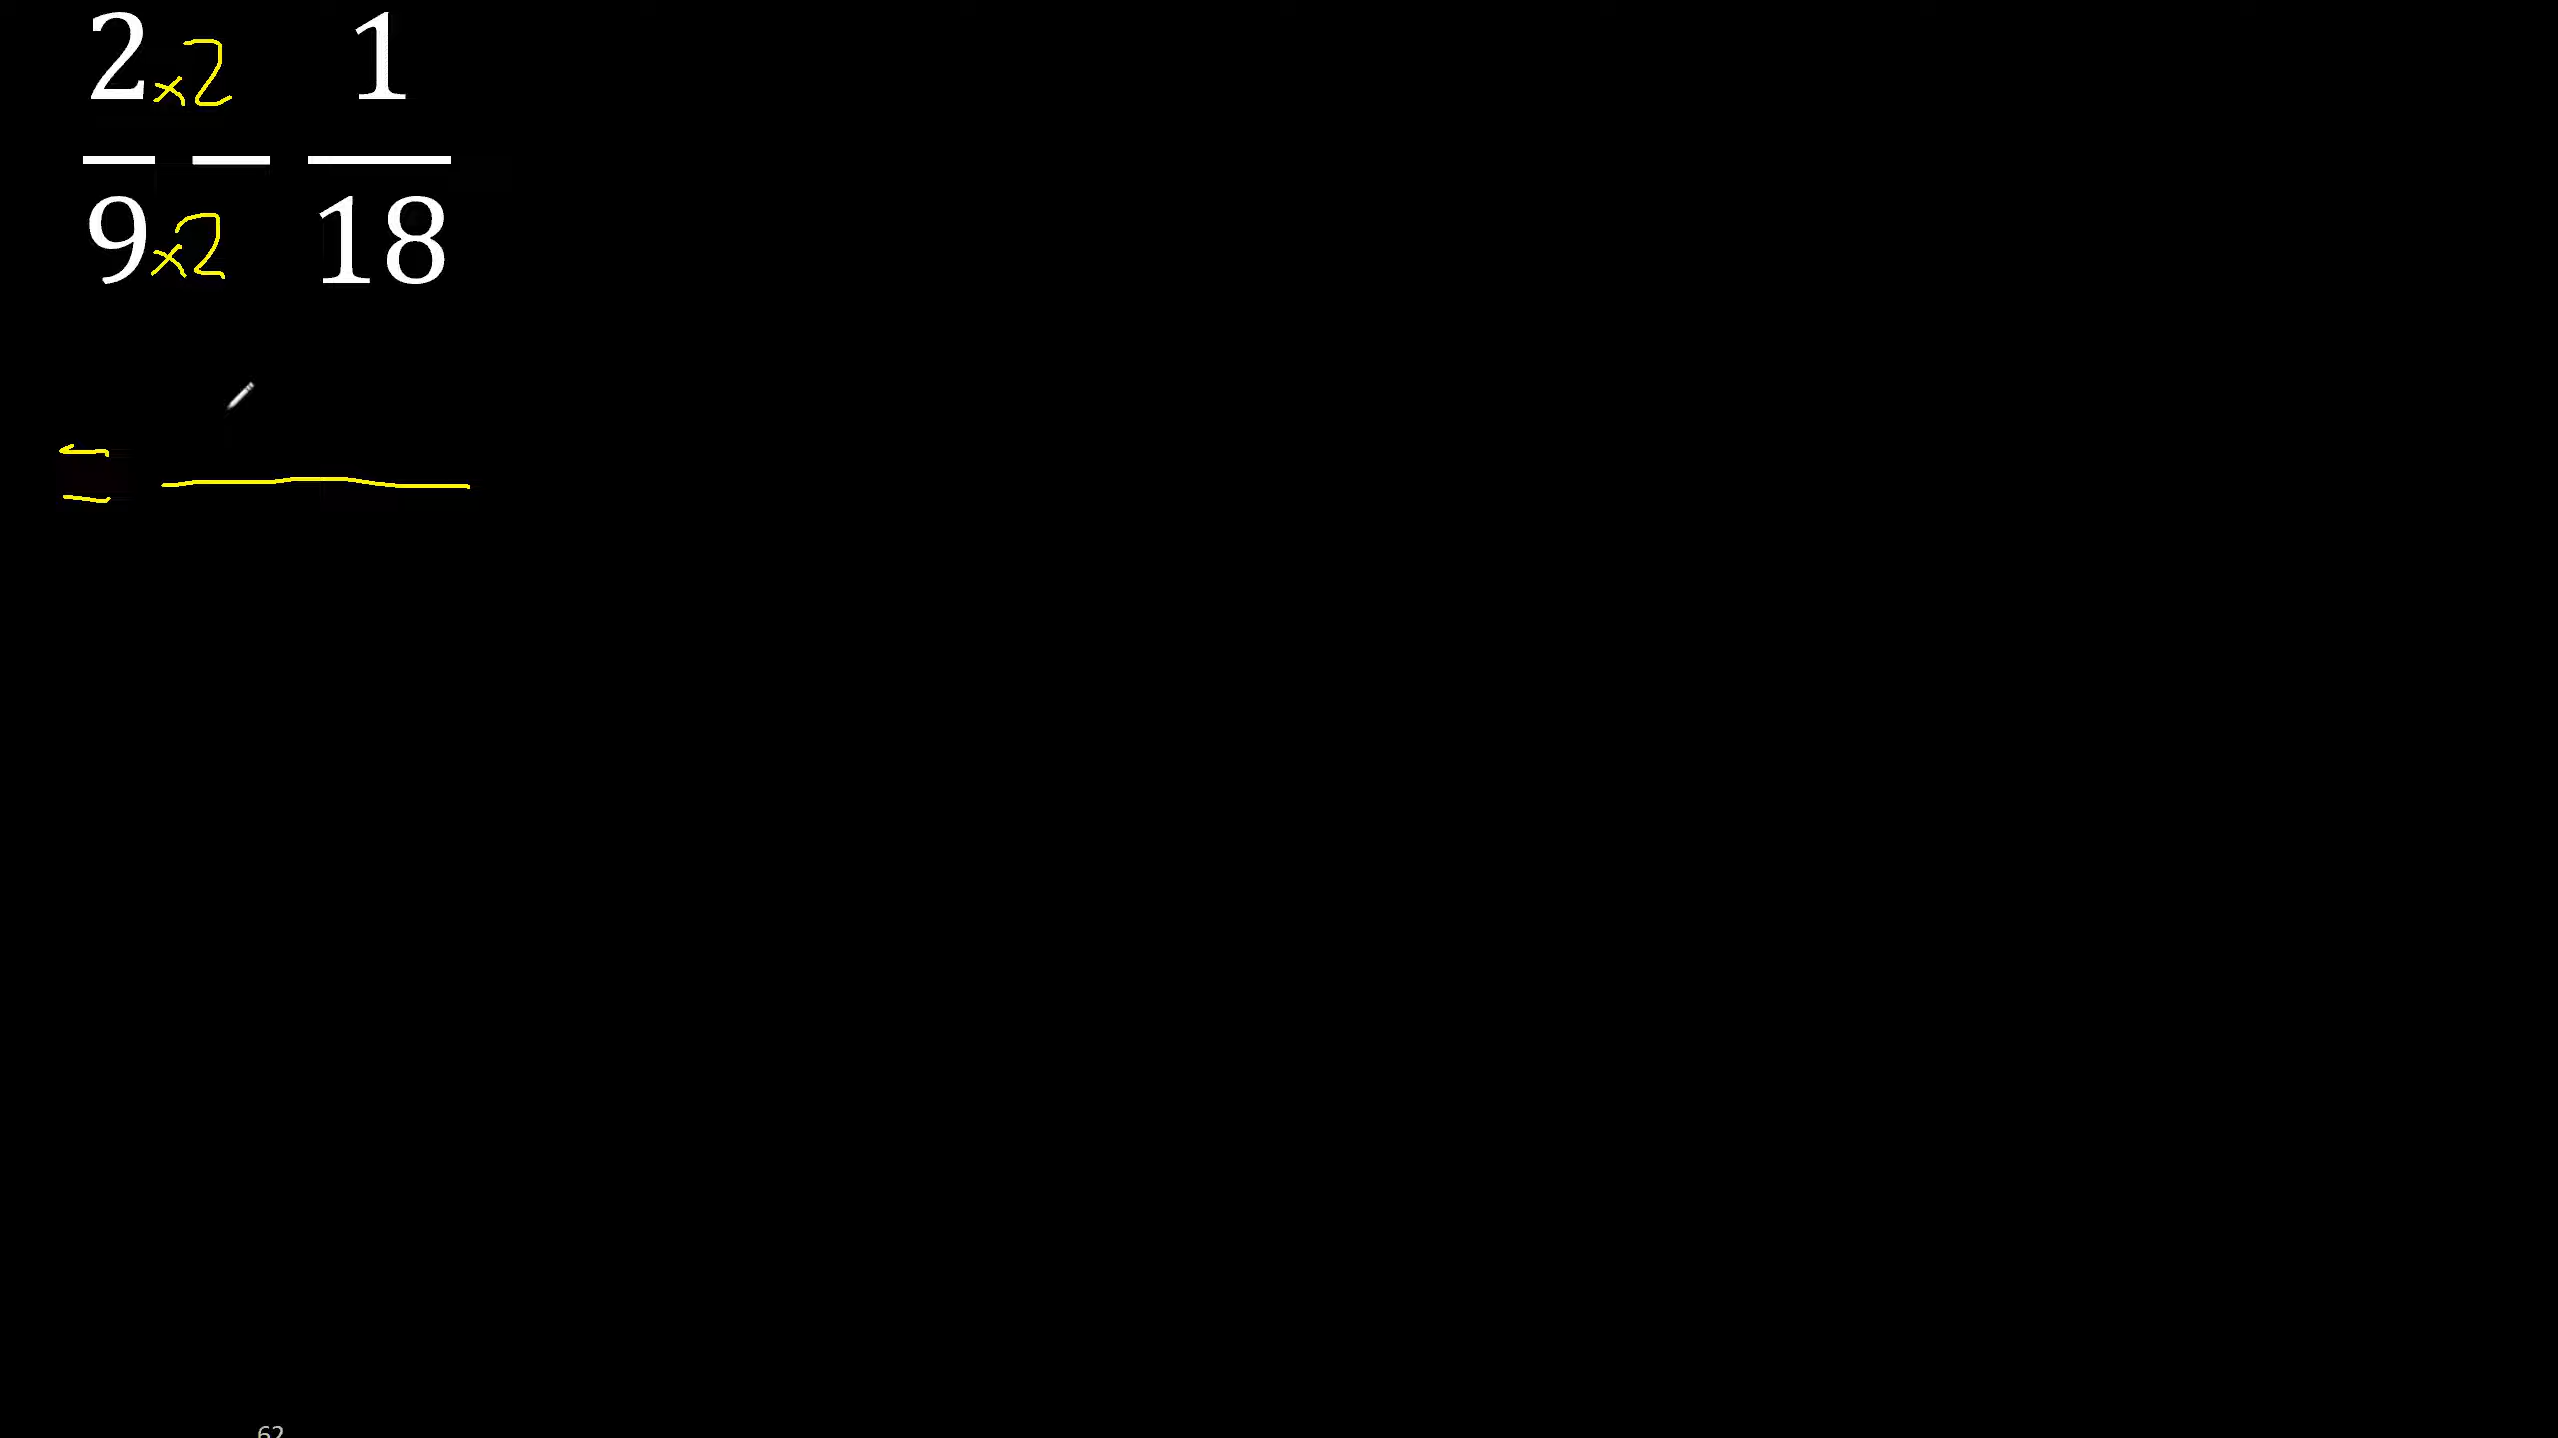 2×2 1
— — —
9×2 18
= —
62